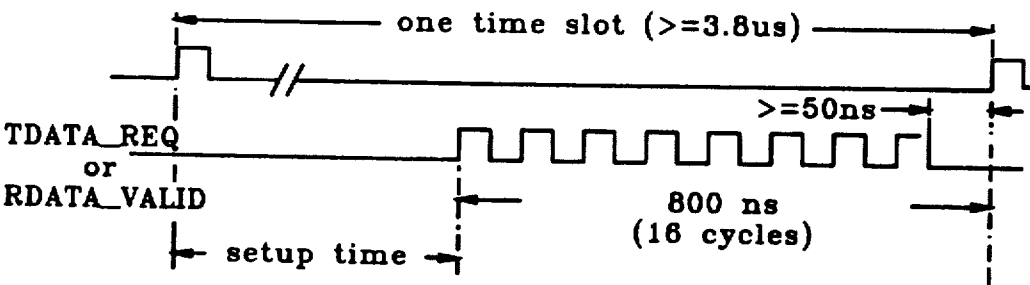 one time slot (>=3.8us)
>=50ns
TDATA_REQ
or
RDATA_VALID
800 ns
(16 cycles)
setup time